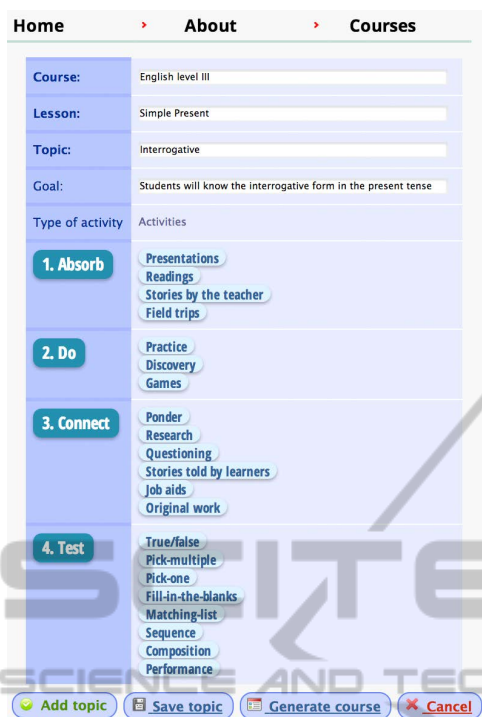 Home > About > Courses
Course: English level III
Lesson: Simple Present
Topic: Interrogative
Goal: Students will know the interrogative form in the present tense
Type of activity Activities
1. Absorb
Presentations
Readings
Stories by the teacher
Field trips
2. Do
Practice
Discovery
Games
3. Connect
Ponder
Research
Questioning
Stories told by learners
Job aids
Original work
4. Test
True/false
Pick-multiple
Pick-one
Fill-in-the-blanks
Matching-list
Sequence
Composition
Performance
SCITE
SCIENCE AND TEC
Add topic Save topic Generate course Cancel